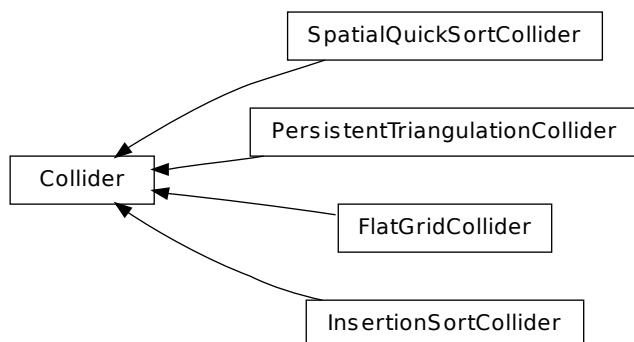 SpatialQuickSortCollider
PersistentTriangulationCollider
Collider
FlatGridCollider
InsertionSortCollider